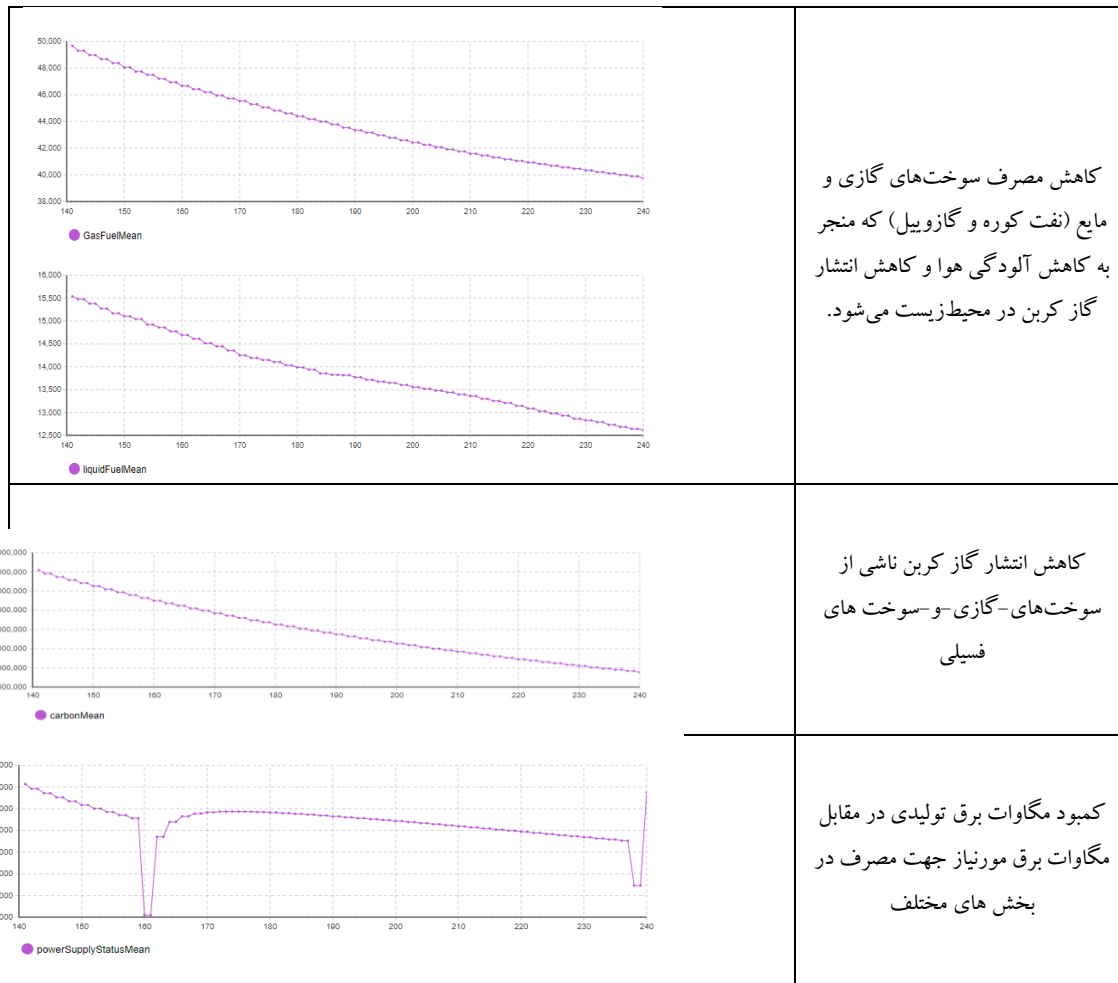 50,000
48,000
46,000
44,000
42,000
40,000
38,000
140 150 160 170 180 190 200 210 220 230 240
GasFuelMean
16,000
15,500
15,000
14,500
14,000
13,500
13,000
12,500
140 150 160 170 180 190 200 210 220 230 240
liquidFuelMean
کاهش مصرف سوخت‌های گازی و
مایع (نفت کوره و گازوییل) که منجر
به کاهش آلودگی هوا و کاهش انتشار
گاز کربن در محیط‌زیست می‌شود.
140 150 160 170 180 190 200 210 220 230 240
carbonMean
کاهش انتشار گاز کربن ناشی از
سوخت‌های-گازی-و-سوخت های
فسیلی
140 150 160 170 180 190 200 210 220 230 240
powerSupplyStatusMean
کمبود مگاوات برق تولیدی در مقابل
مگاوات برق مورنیاز جهت مصرف در
بخش های مختلف